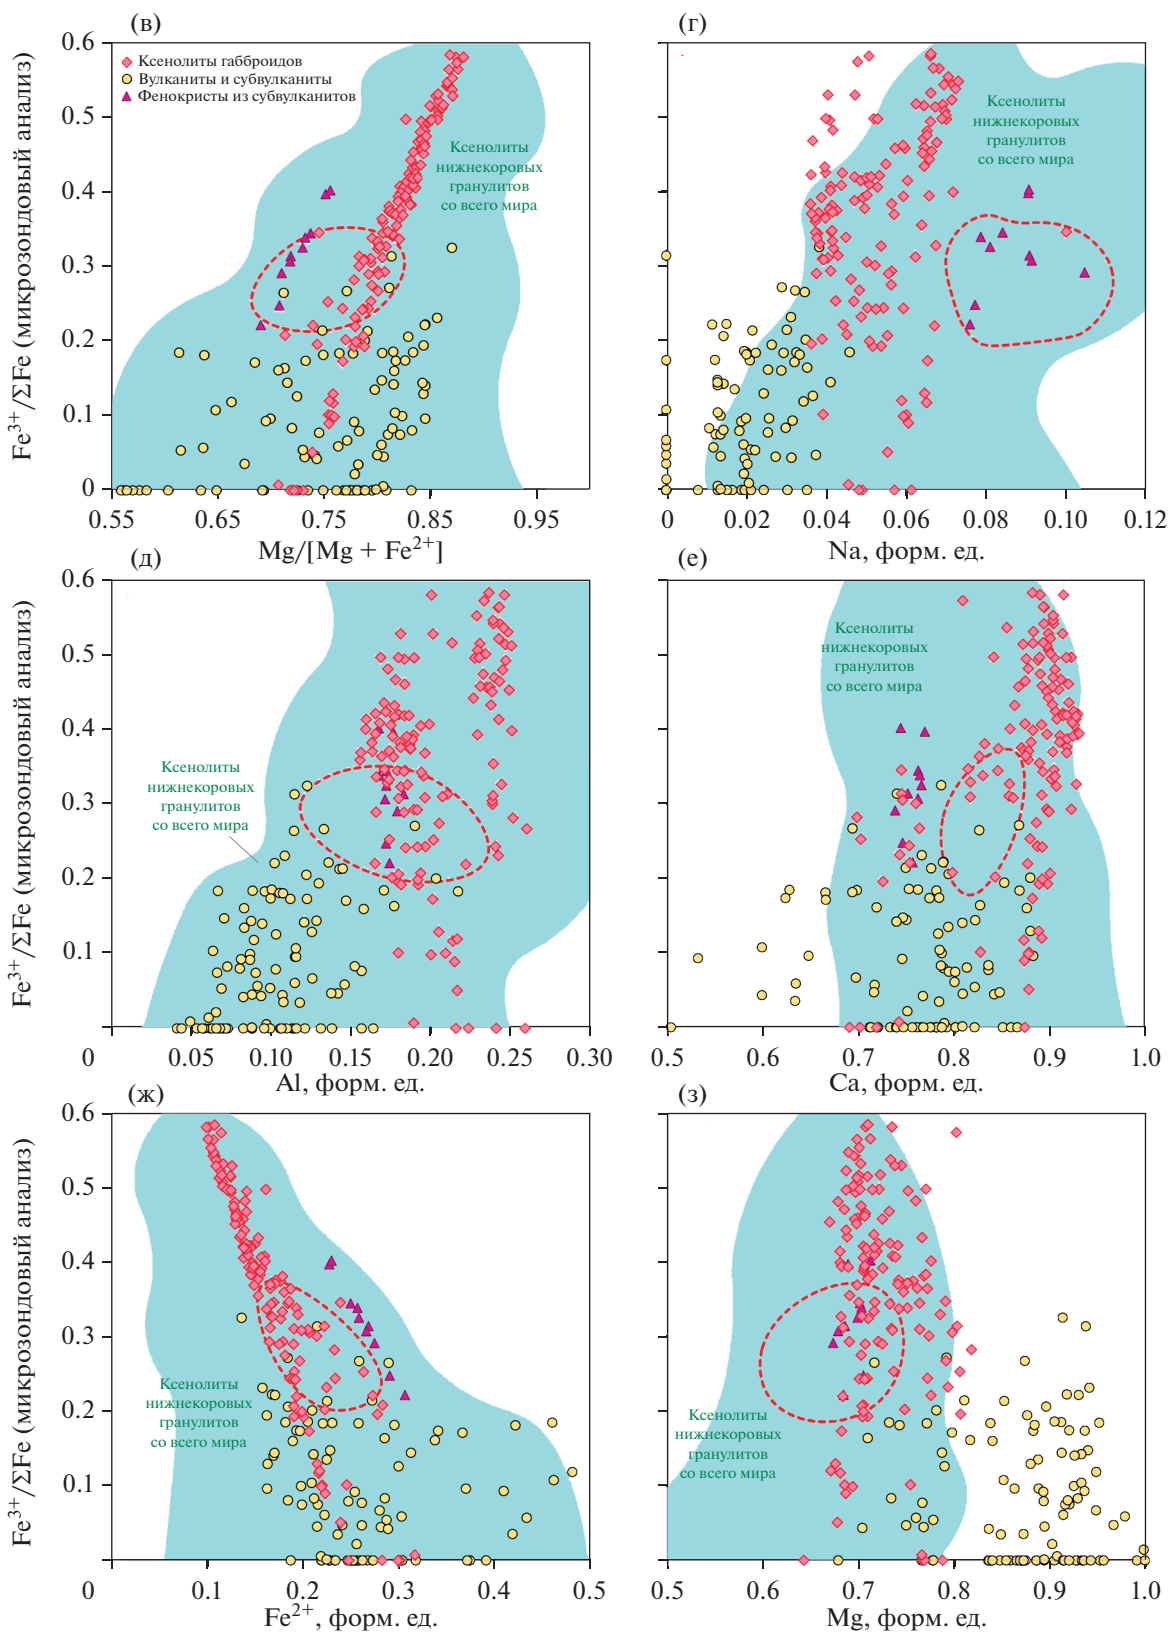 (в)
Fe³⁺/ΣFe (микрозондовый анализ)
0.6
0.5
0.4
0.3
0.2
0.1
0
Ксенолиты габброидов
Вулканиты и субвулканиты
Фенокристы из субвулканитов
Ксенолиты
нижнекоровых
гранулитов
со всего мира
0.55
0.65
0.75
0.85
0.95
Mg/[Mg + Fe²⁺]
(г)
Ксенолиты
нижнекоровых
гранулитов
со всего мира
0
0.02
0.04
0.06
0.08
0.10
0.12
Na, форм. ед.
(д)
Fe³⁺/ΣFe (микрозондовый анализ)
0.6
0.5
0.4
0.3
0.2
0.1
0
Ксенолиты
нижнекоровых
гранулитов
со всего мира
0.05
0.10
0.15
0.20
0.25
0.30
Al, форм. ед.
(е)
Ксенолиты
нижнекоровых
гранулитов
со всего мира
0.5
0.6
0.7
0.8
0.9
1.0
Ca, форм. ед.
(ж)
Fe³⁺/ΣFe (микрозондовый анализ)
0.6
0.5
0.4
0.3
0.2
0.1
0
Ксенолиты
нижнекоровых
гранулитов
со всего мира
0.1
0.2
0.3
0.4
0.5
Fe²⁺, форм. ед.
(з)
Ксенолиты
нижнекоровых
гранулитов
со всего мира
0.5
0.6
0.7
0.8
0.9
1.0
Mg, форм. ед.